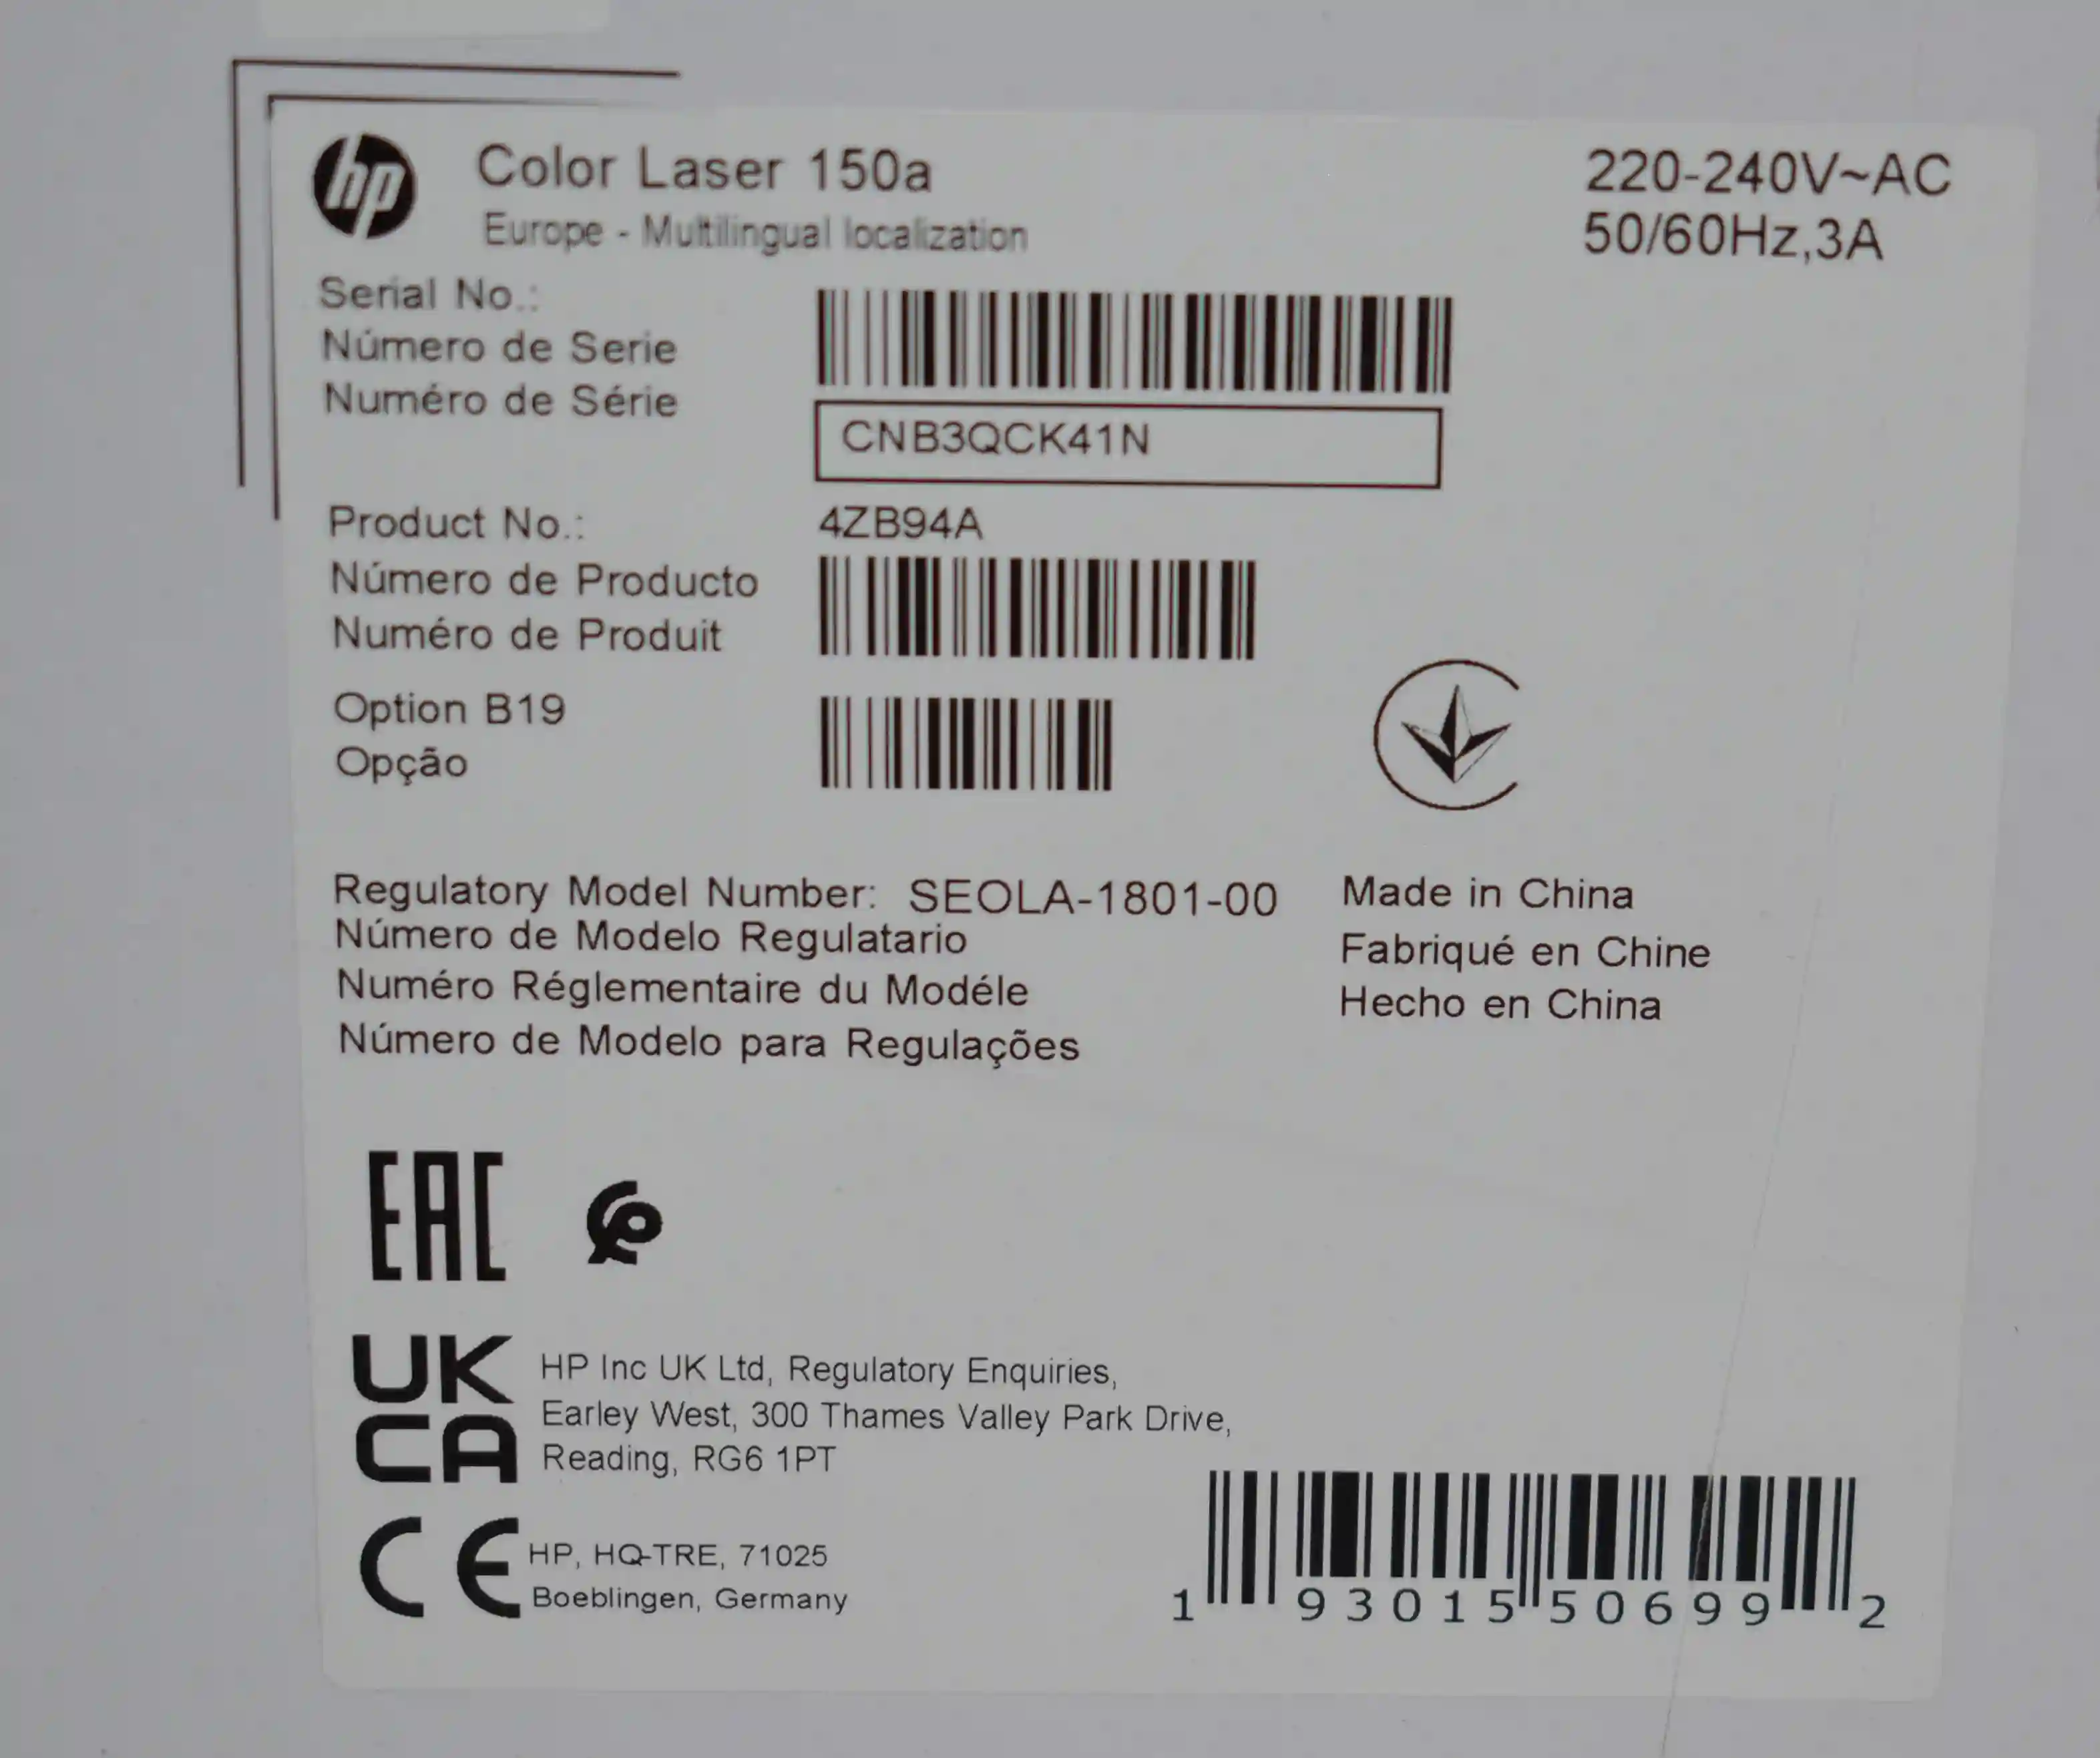 hp
Color Laser 150a
Europe - Multilingual localization
220-240V~AC
50/60Hz,3A
Serial No.:
Número de Serie
Numéro de Série
CNB3QCK41N
Product No.:
4ZB94A
Número de Producto
Numéro de Produit
Option B19
Opção
Regulatory Model Number: SEOLA-1801-00
Número de Modelo Regulatario
Numéro Réglementaire du Modéle
Número de Modelo para Regulações
Made in China
Fabriqué en Chine
Hecho en China
EAC
UK
CA
HP Inc UK Ltd, Regulatory Enquiries,
Earley West, 300 Thames Valley Park Drive,
Reading, RG6 1PT
CE
HP, HQ-TRE, 71025
Boeblingen, Germany
1 93015 50699 2